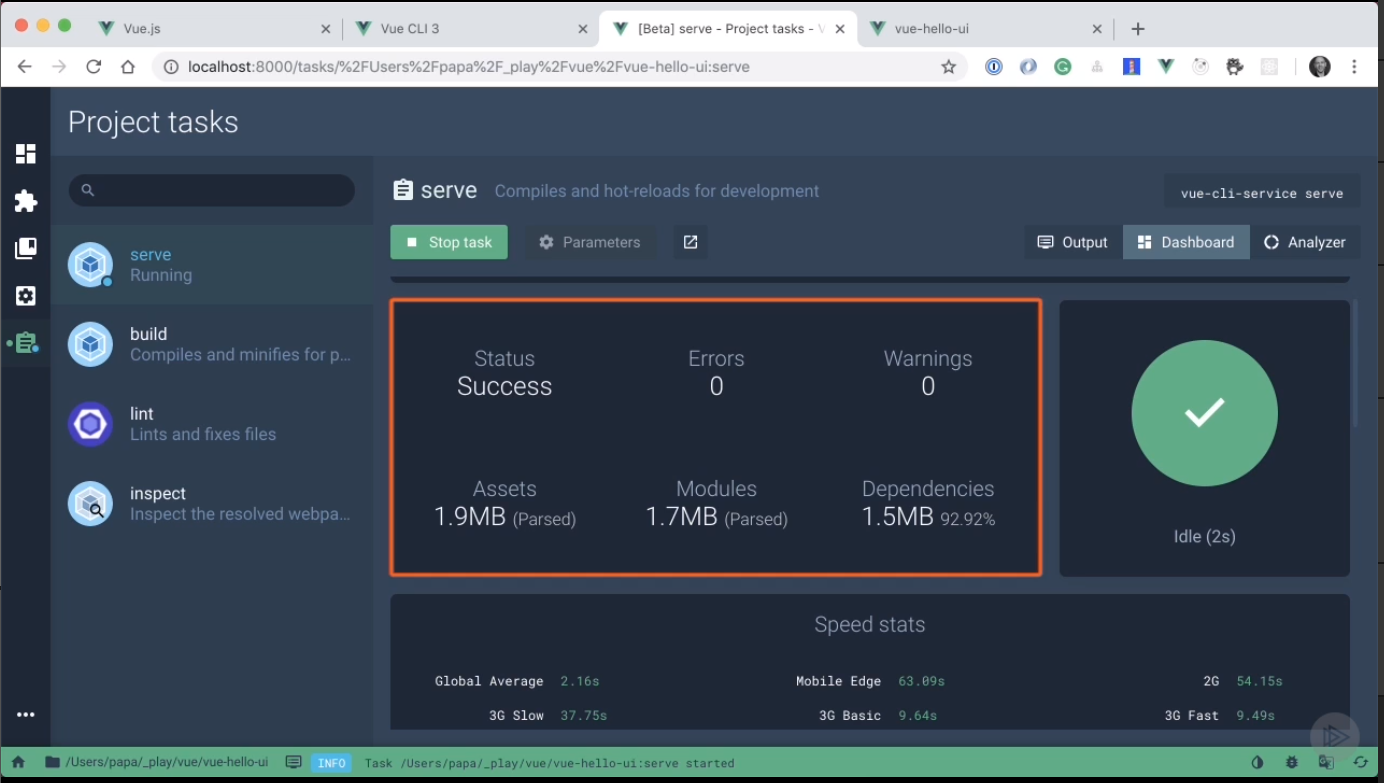 Vue.js
Vue CLI 3
[Beta] serve - Project tasks - V
vue-hello-ui
localhost:8000/tasks/%2FUsers%2Fpapa%2F_play%2Fvue%2Fvue-hello-ui:serve
Project tasks
serve
Running
build
Compiles and minifies for p...
lint
Lints and fixes files
inspect
Inspect the resolved webpa...
serve Compiles and hot-reloads for development
vue-cli-service serve
Stop task
Parameters
Output
Dashboard
Analyzer
Status
Success
Errors
0
Warnings
0
Assets
1.9MB (Parsed)
Modules
1.7MB (Parsed)
Dependencies
1.5MB 92.92%
Idle (2s)
Speed stats
Global Average 2.16s
Mobile Edge 63.09s
2G 54.15s
3G Slow 37.75s
3G Basic 9.64s
3G Fast 9.49s
/Users/papa/_play/vue/vue-hello-ui
INFO
Task /Users/papa/_play/vue/vue-hello-ui:serve started